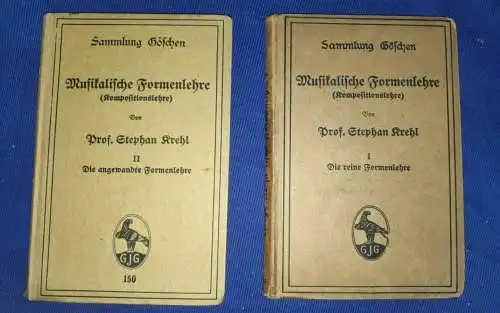 Sammlung Göschen
Musikalische Formenlehre
(Kompositionslehre)
Von
Prof. Stephan Krehl
II
Die angewandte Formenlehre
GJG
150
Sammlung Göschen
Musikalische Formenlehre
(Kompositionslehre)
Von
Prof. Stephan Krehl
I
Die reine Formenlehre
GJG